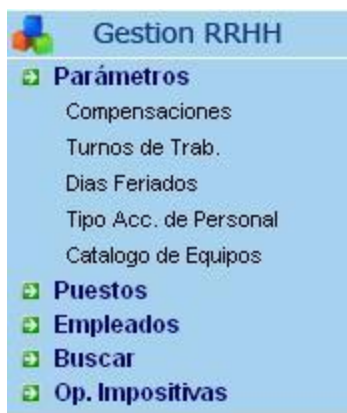 Gestion RRHH
Parámetros
Compensaciones
Turnos de Trab.
Dias Feriados
Tipo Acc. de Personal
Catalogo de Equipos
Puestos
Empleados
Buscar
Op. Impositivas